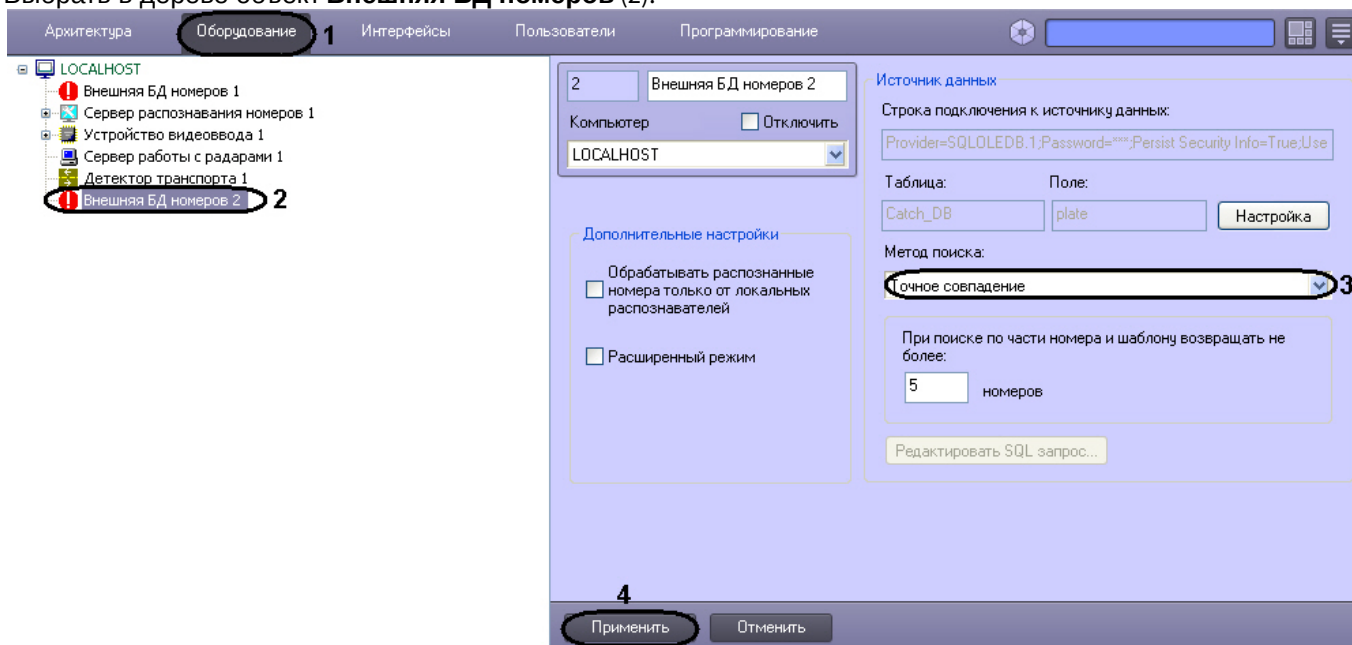 Выбрать в дереве объект Внешняя БД номеров (2).
Архитектура Оборудование 1 Интерфейсы Пользователи Программирование
LOCALHOST
Внешняя БД номеров 1
Сервер распознавания номеров 1
Устройство видеоввода 1
Сервер работы с радарами 1
Детектор транспорта 1
Внешняя БД номеров 2 2
2 Внешняя БД номеров 2
Компьютер Отключить
LOCALHOST
Дополнительные настройки
Обрабатывать распознанные
номера только от локальных
распознавателей
Расширенный режим
Источник данных
Строка подключения к источнику данных:
Provider=SQLOLEDB.1;Password=***;Persist Security Info=True;Use
Таблица: Поле:
Catch_DB plate Настройка
Метод поиска:
Точное совпадение 3
При поиске по части номера и шаблону возвращать не
более:
5 номеров
Редактировать SQL запрос...
4
Применить Отменить